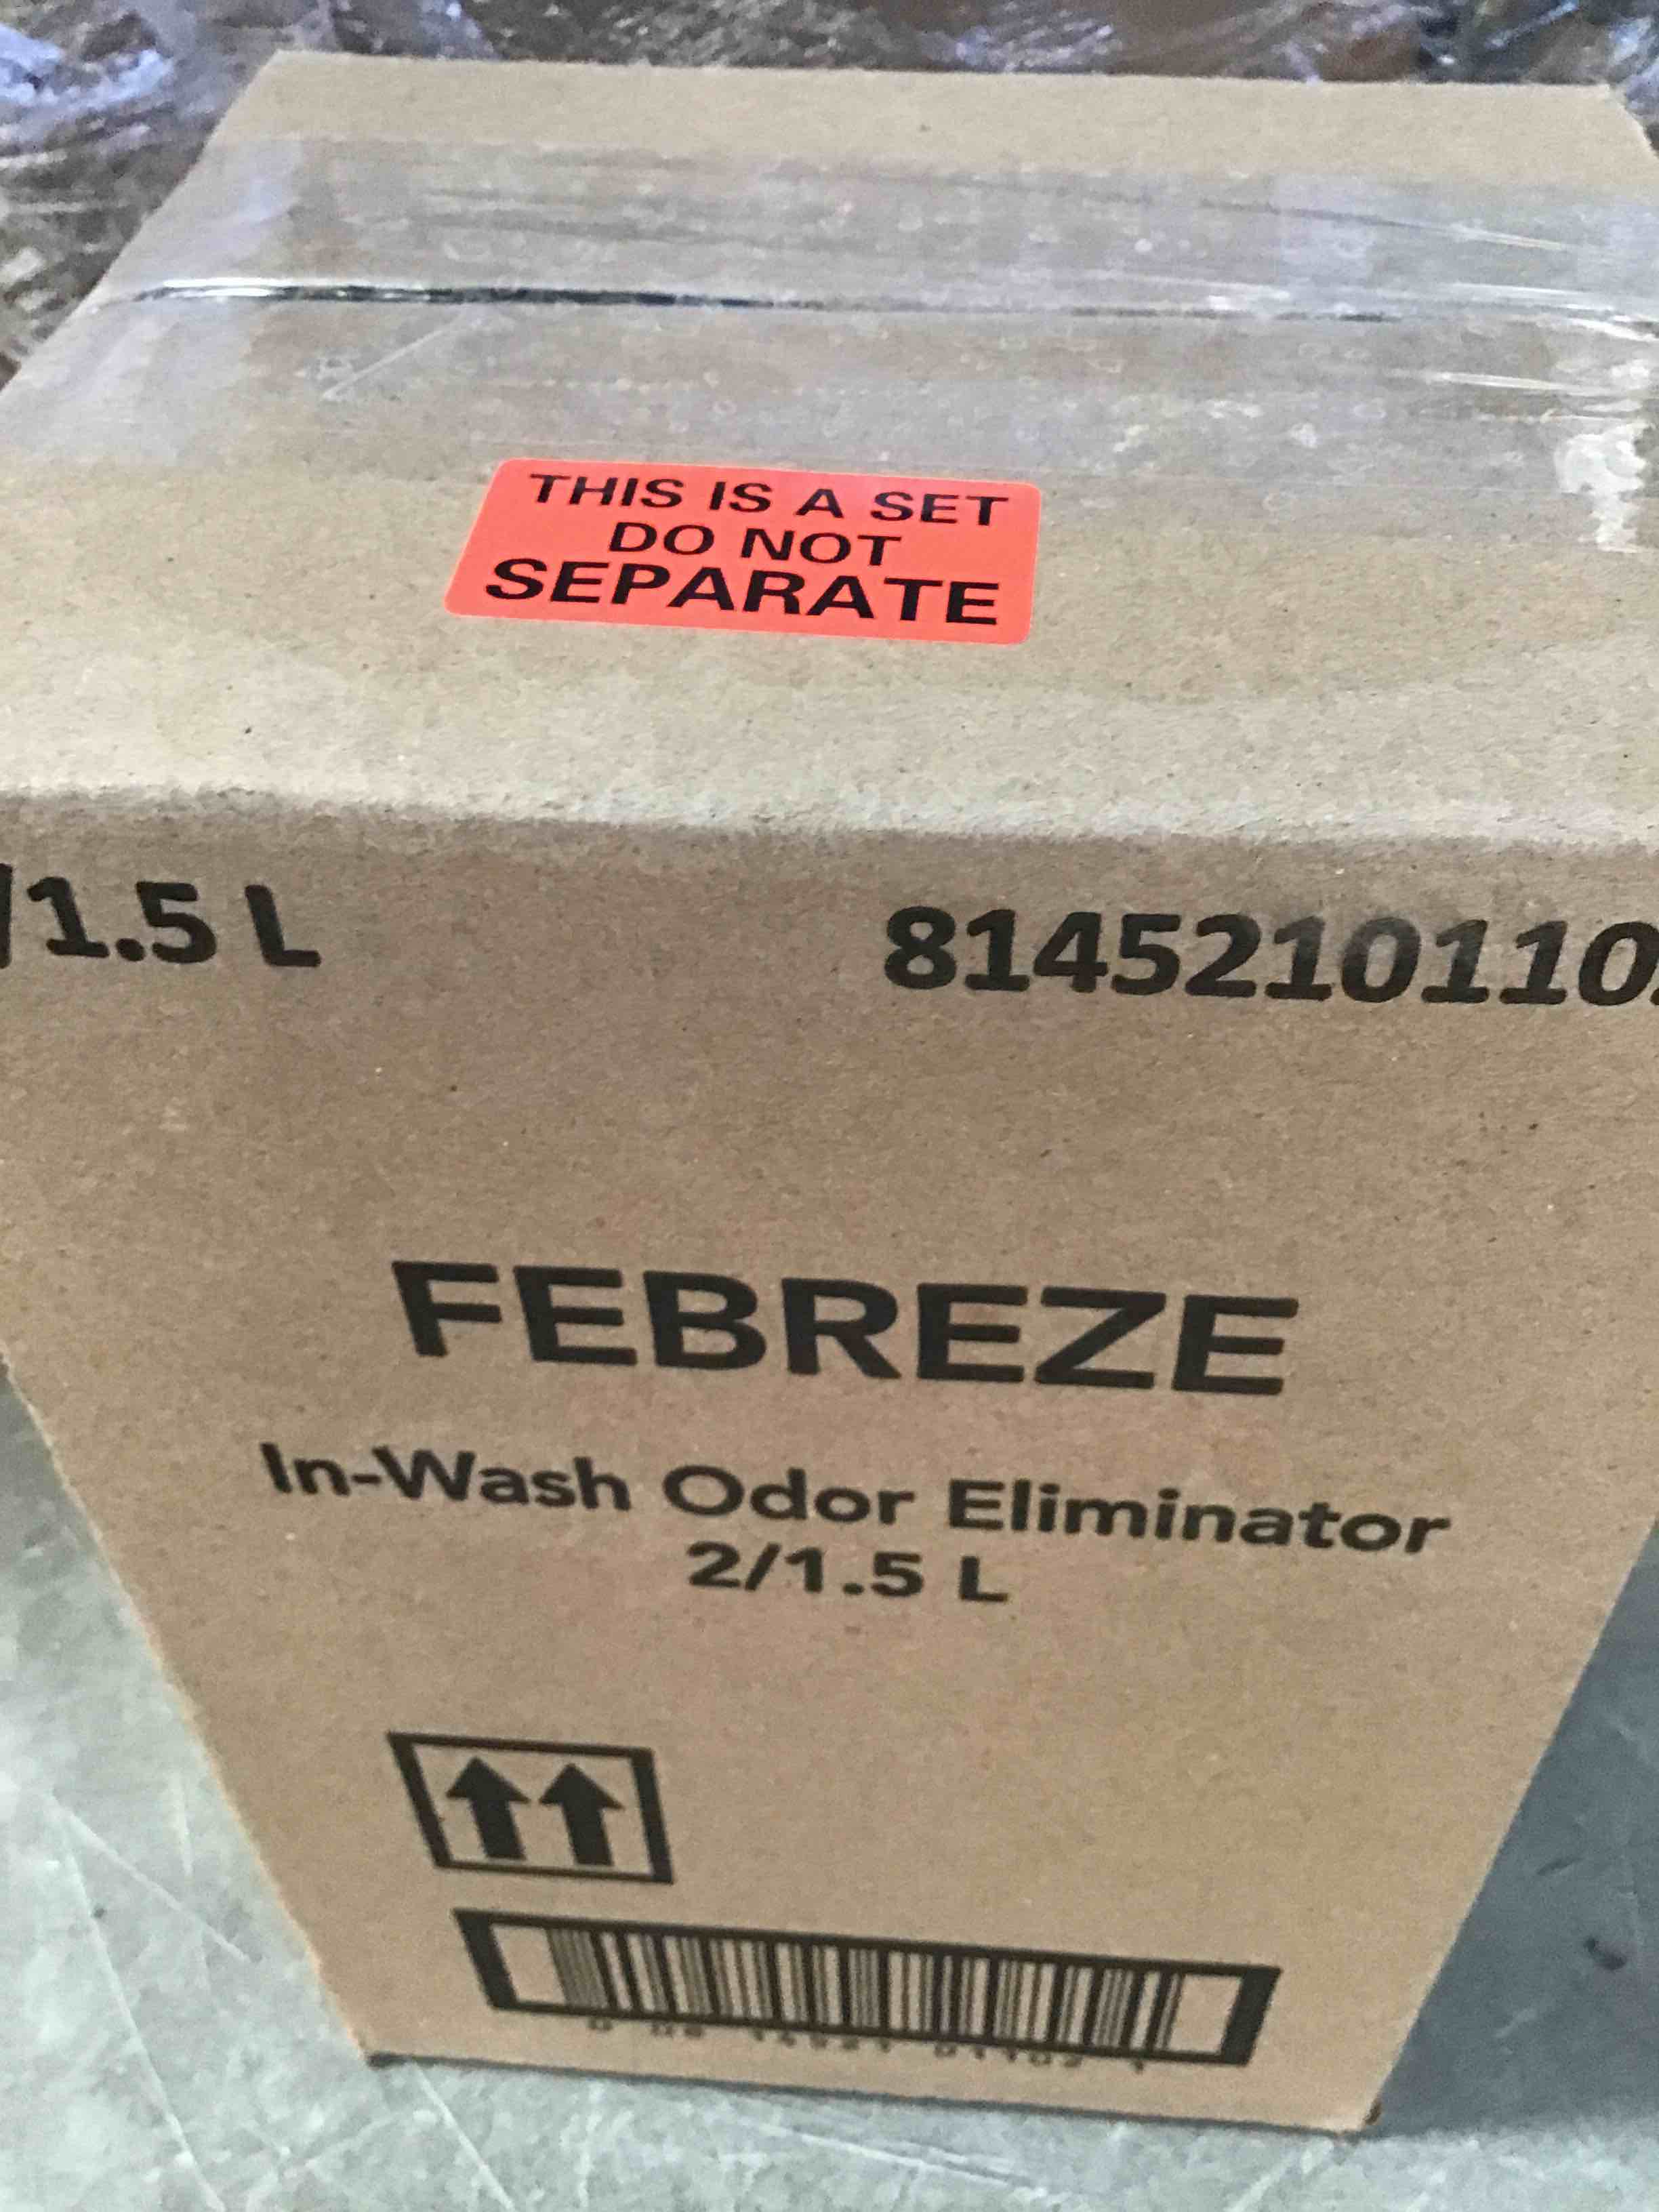 THIS IS A SET
DO NOT
SEPARATE
/1.5 L
8145210110
FEBREZE
In-Wash Odor Eliminator
2/1.5 L